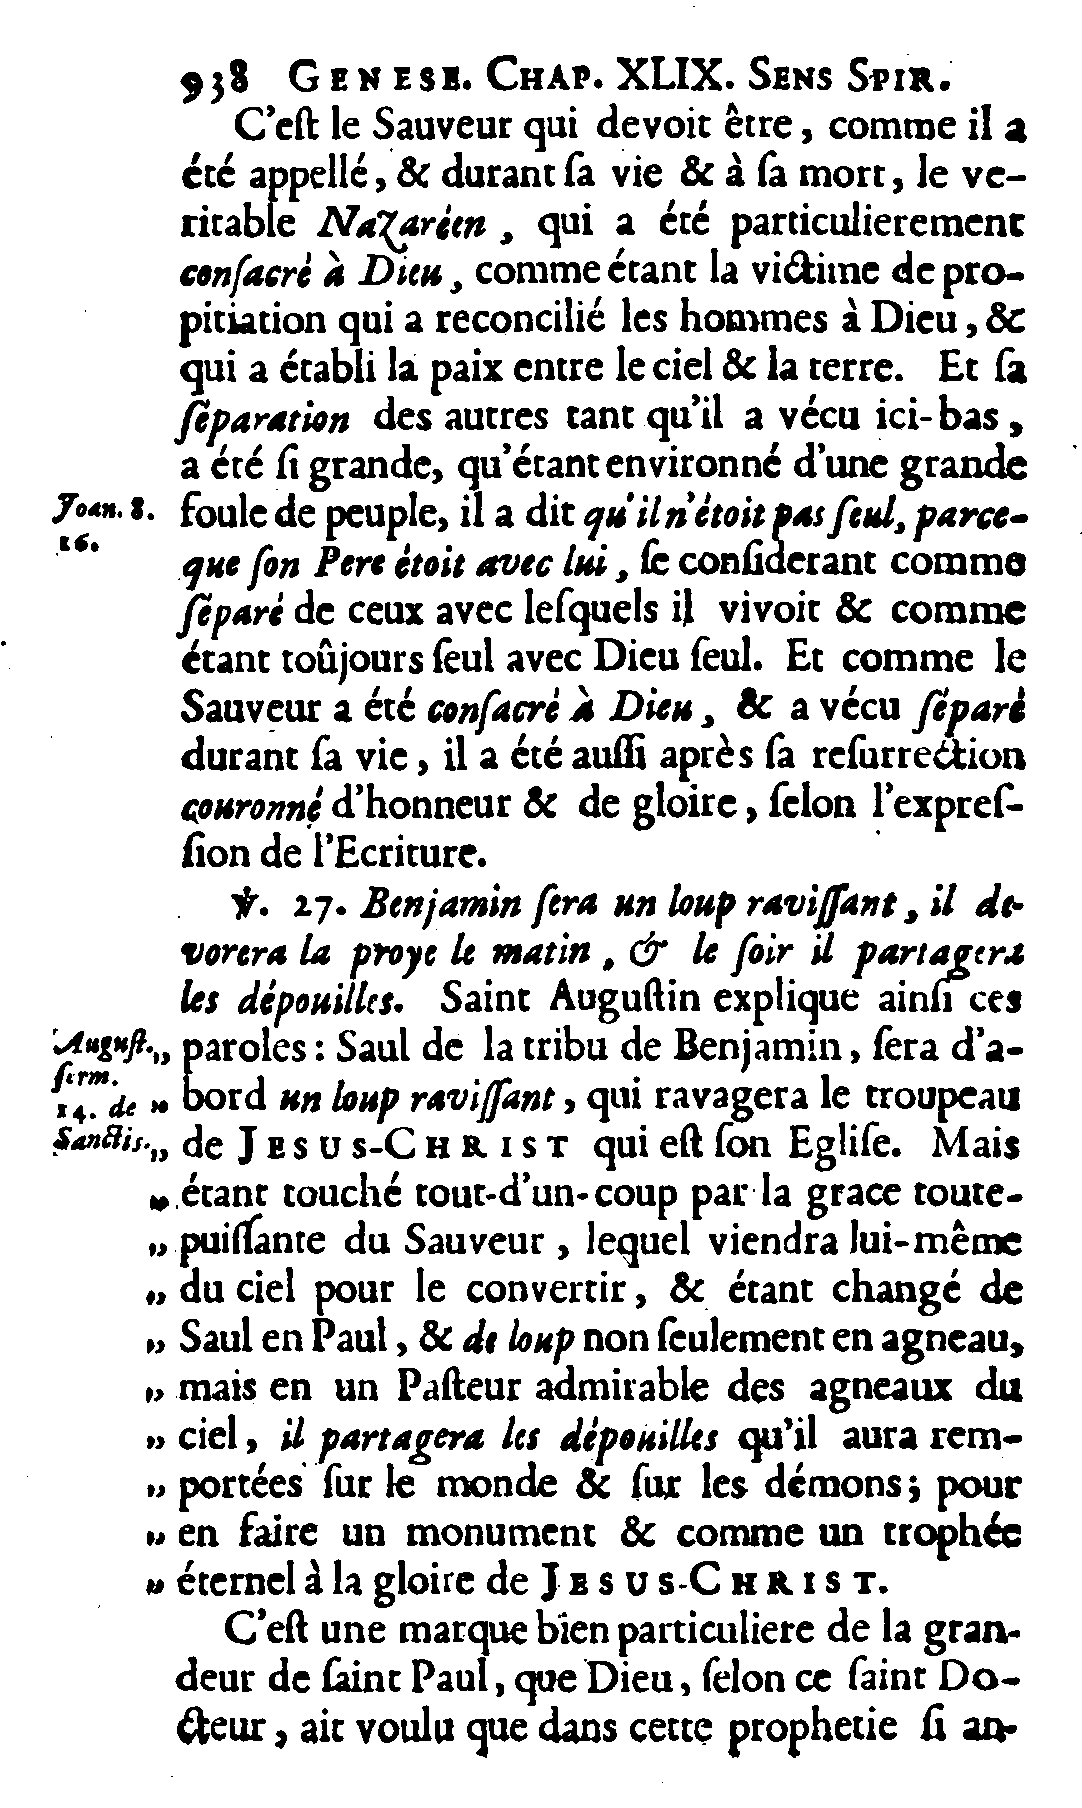 938 GENESE. CHAP. XLIX. SENS SPIR.
C'eſt le Sauveur qui devoit être, comme il a
été appellé, & durant ſa vie & à ſa mort, le ve-
ritable Nazaréen, qui a été particulierement
conſacré à Dieu, comme étant la victime de pro-
pitiation qui a reconcilié les hommes à Dieu, &
qui a établi la paix entre le ciel & la terre. Et ſa
ſéparation des autres tant qu'il a vécu ici-bas,
a été ſi grande, qu'étant environné d'une grande
Joan. 8. foule de peuple, il a dit qu'il n'étoit pas ſeul, parce-
16.
que ſon Pere étoit avec lui, ſe conſiderant comme
ſéparé de ceux avec leſquels il vivoit & comme
étant toûjours ſeul avec Dieu ſeul. Et comme le
Sauveur a été conſacré à Dieu, & a vécu ſéparé
durant ſa vie, il a été auſſi après ſa reſurrection
couronné d'honneur & de gloire, ſelon l'expreſ-
ſion de l'Ecriture.
℣. 27. Benjamin ſera un loup raviſſant, il de-
vorera la proye le matin, & le ſoir il partagera
les dépouilles. Saint Auguſtin explique ainſi ces
Auguſt. „ paroles: Saul de la tribu de Benjamin, ſera d'a-
ſerm.
14. de „ bord un loup raviſſant, qui ravagera le troupeau
Sanctis. „ de JESUS-CHRIST qui eſt ſon Egliſe. Mais
„ étant touché tout-d'un-coup par la grace toute-
„ puiſſante du Sauveur, lequel viendra lui-même
„ du ciel pour le convertir, & étant changé de
„ Saul en Paul, & de loup non ſeulement en agneau,
„ mais en un Paſteur admirable des agneaux du
„ ciel, il partagera les dépouilles qu'il aura rem-
„ portées ſur le monde & ſur les démons; pour
„ en faire un monument & comme un trophée
„ éternel à la gloire de JESUS-CHRIST.
C'eſt une marque bien particuliere de la gran-
deur de ſaint Paul, que Dieu, ſelon ce ſaint Do-
cteur, ait voulu que dans cette prophetie ſi an-